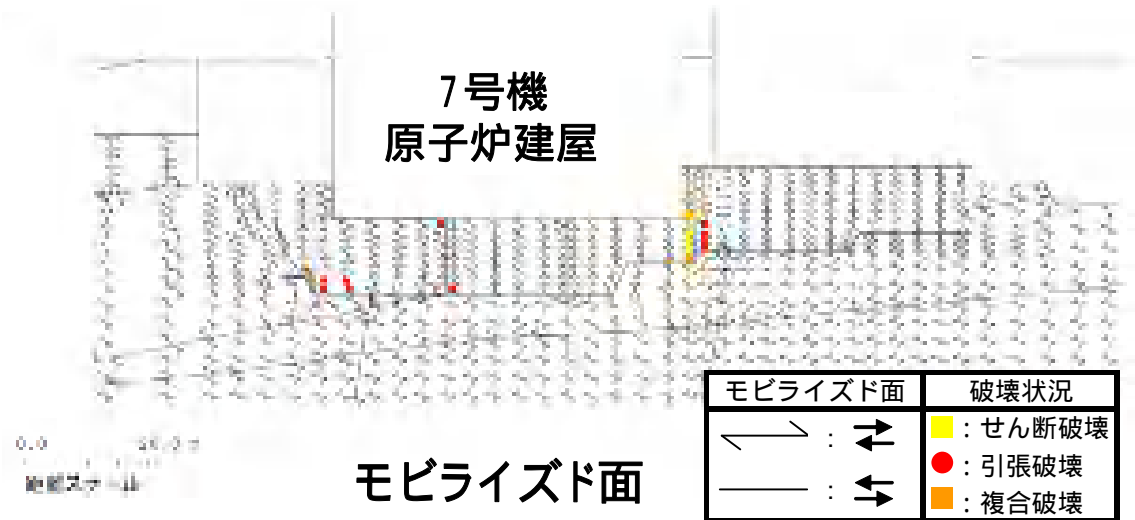 7号機
原子炉建屋
モビライズド面
破壊状況
: せん断破壊
: 引張破壊
: 複合破壊
0.0
モビライズド面